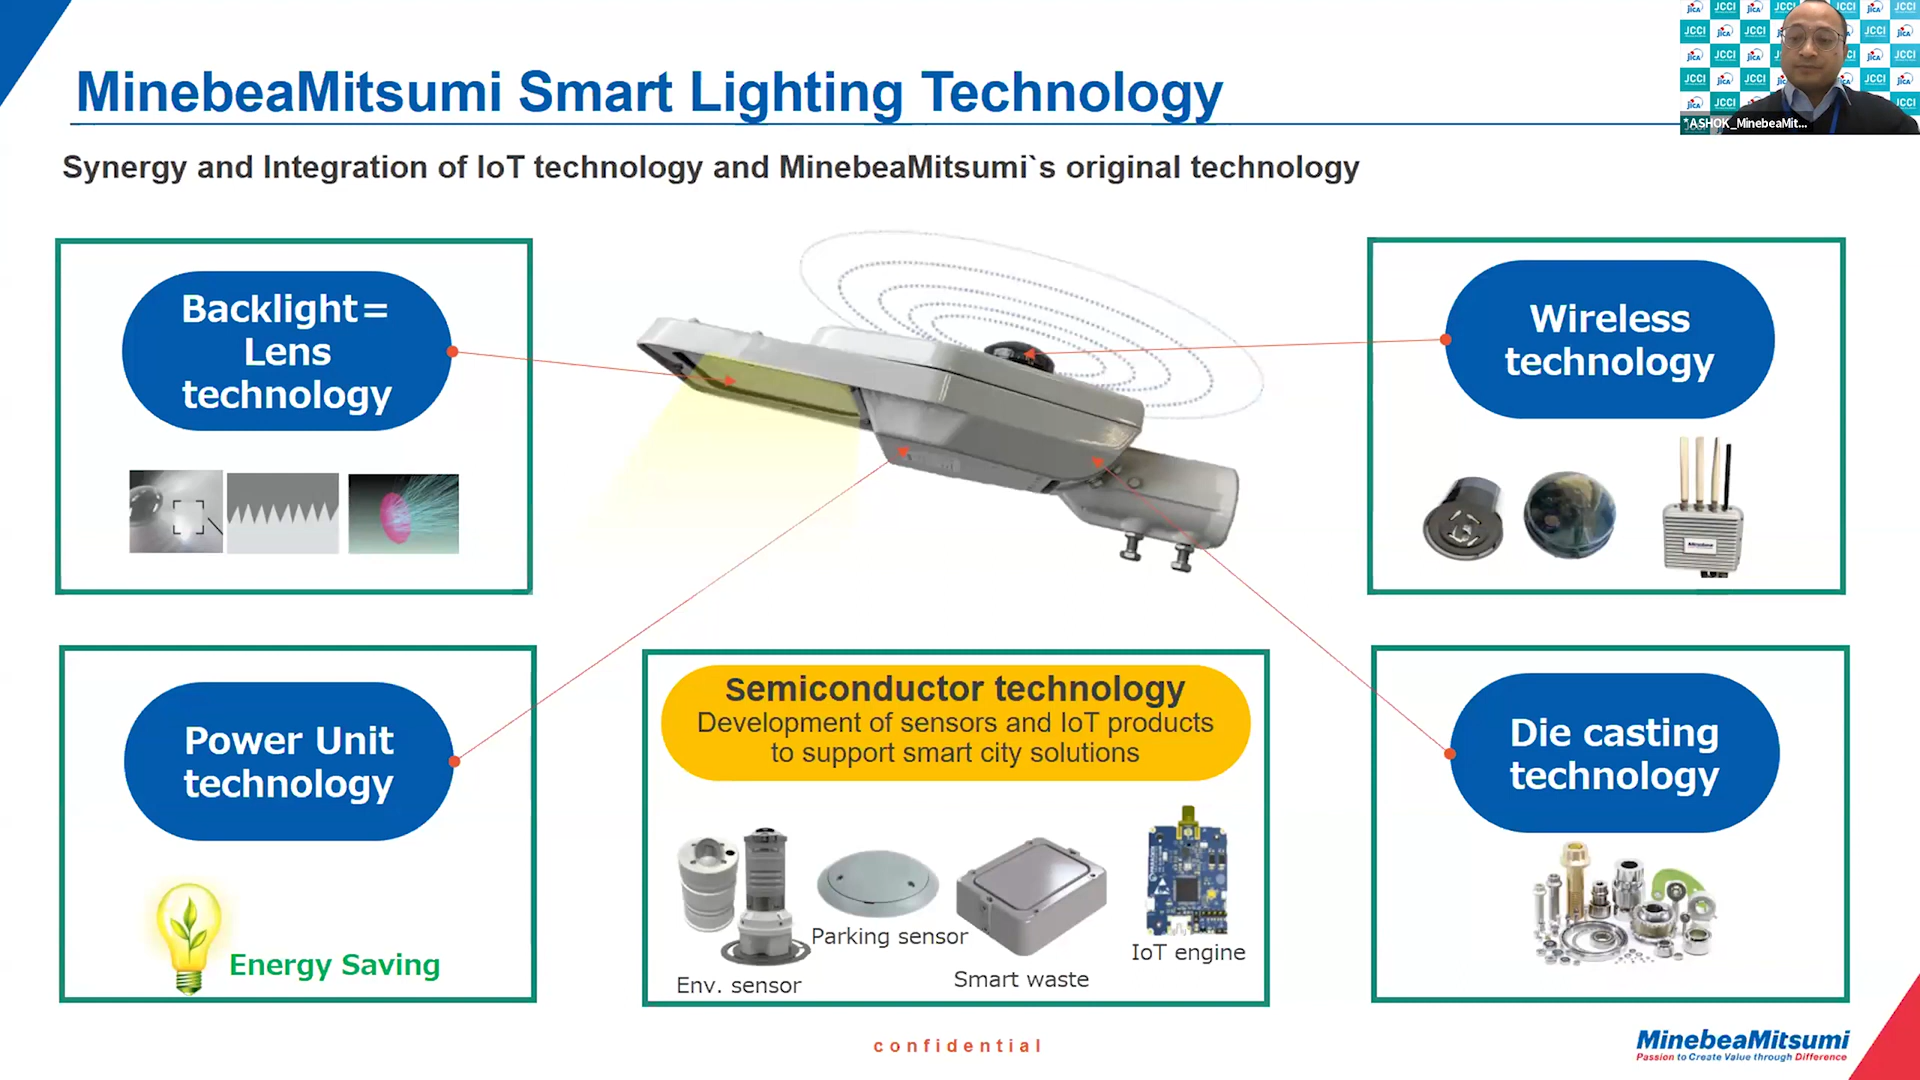 MinebeaMitsumi Smart Lighting Technology
Synergy and Integration of IoT technology and MinebeaMitsumi`s original technology
*ASHOK_MinebeaMit...
Backlight=
Lens
technology
Wireless
technology
Power Unit
technology
Energy Saving
Semiconductor technology
Development of sensors and IoT products
to support smart city solutions
Env. sensor
Parking sensor
Smart waste
IoT engine
Die casting
technology
confidential
MinebeaMitsumi
Passion to Create Value through Difference
JCCI
JICA